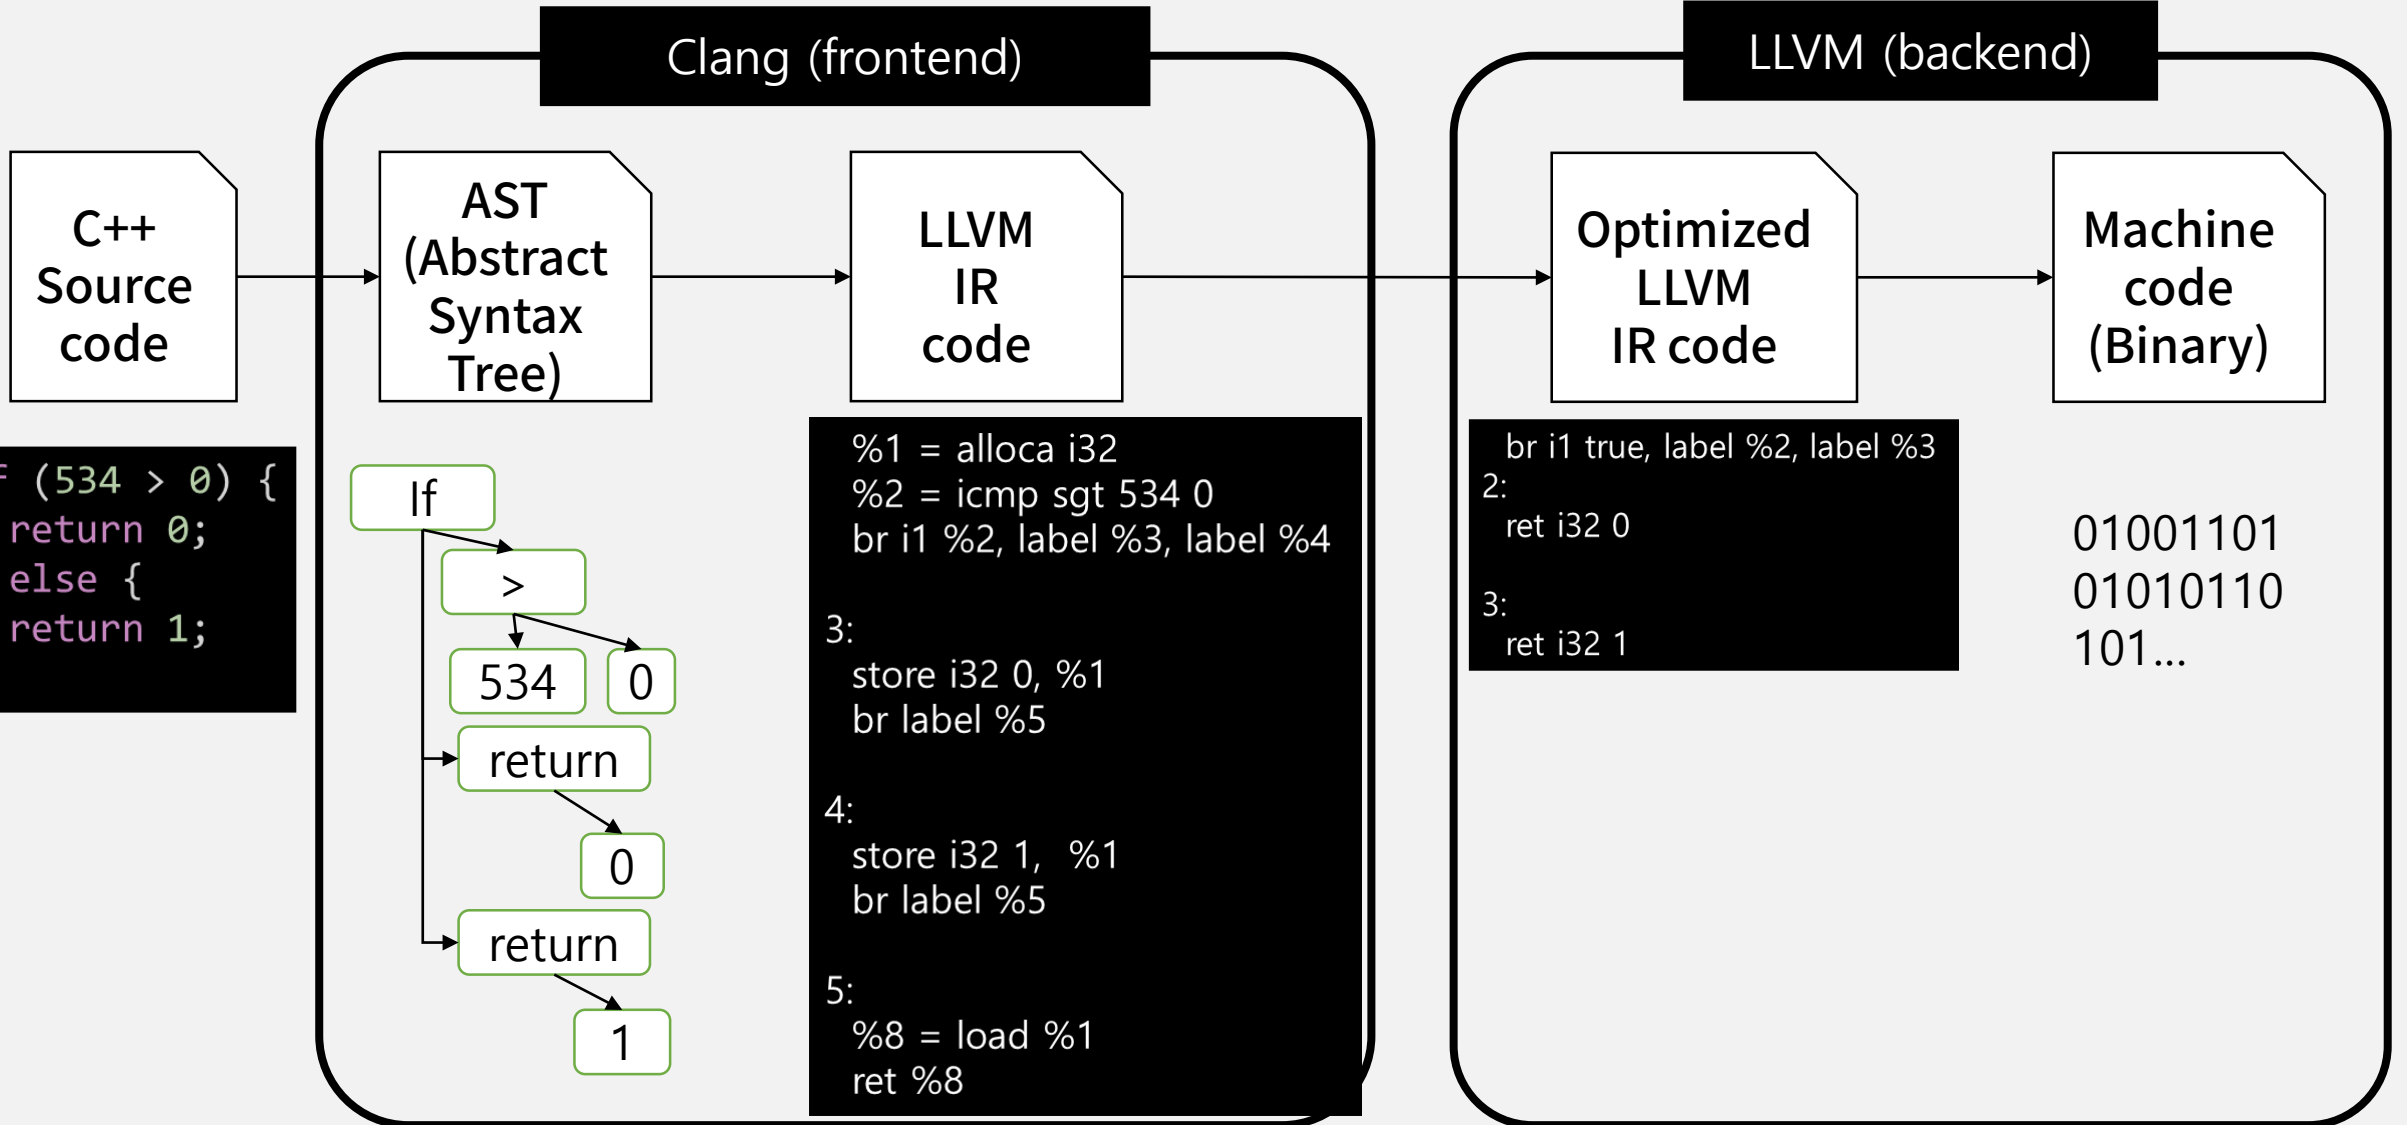 Clang (frontend)
LLVM (backend)
C++
Source
code
AST
(Abstract
Syntax
Tree)
LLVM
IR
code
Optimized
LLVM
IR code
Machine
code
(Binary)
(534 > 0) {
return 0;
else {
return 1;
If
>
534
0
return
0
return
1
%1 = alloca i32
%2 = icmp sgt 534 0
br i1 %2, label %3, label %4
3:
store i32 0, %1
br label %5
4:
store i32 1,  %1
br label %5
5:
%8 = load %1
ret %8
br i1 true, label %2, label %3
2:
ret i32 0
3:
ret i32 1
01001101
01010110
101...